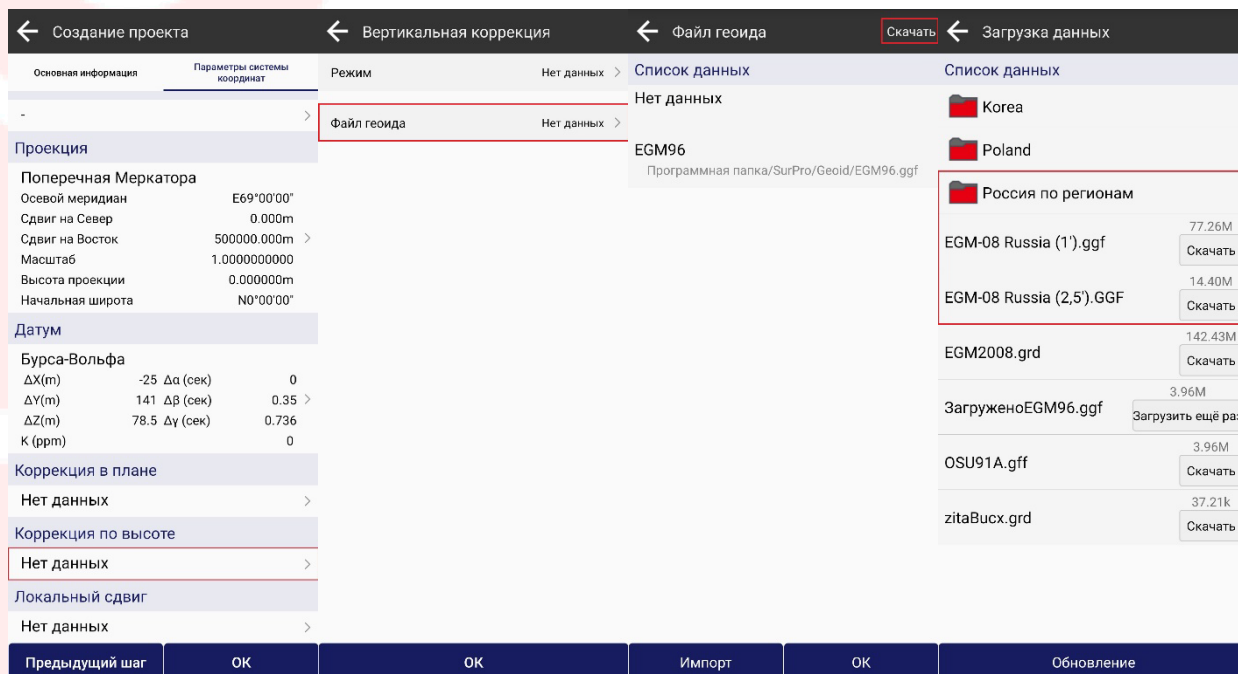 Создание проекта
Основная информация
Параметры системы
координат
-
Проекция
Поперечная Меркатора
Осевой меридиан E69°00'00"
Сдвиг на Север 0.000m
Сдвиг на Восток 500000.000m
Масштаб 1.0000000000
Высота проекции 0.000000m
Начальная широта N0°00'00"
Датум
Бурса-Вольфа
ΔX(m) -25 Δα (сек) 0
ΔY(m) 141 Δβ (сек) 0.35
ΔZ(m) 78.5 Δγ (сек) 0.736
K (ppm) 0
Коррекция в плане
Нет данных
Коррекция по высоте
Нет данных
Локальный сдвиг
Нет данных
Предыдущий шаг ОК
Вертикальная коррекция
Режим Нет данных
Файл геоида Нет данных
ОК
Файл геоида Скачать
Список данных
Нет данных
EGM96
Программная папка/SurPro/Geoid/EGM96.ggf
Импорт ОК
Загрузка данных
Список данных
Korea
Poland
Россия по регионам
77.26M
EGM-08 Russia (1').ggf Скачать
14.40M
EGM-08 Russia (2,5').GGF Скачать
142.43M
EGM2008.grd Скачать
3.96M
ЗагруженоEGM96.ggf Загрузить ещё раз
3.96M
OSU91A.gff Скачать
37.21k
zitaBucx.grd Скачать
Обновление